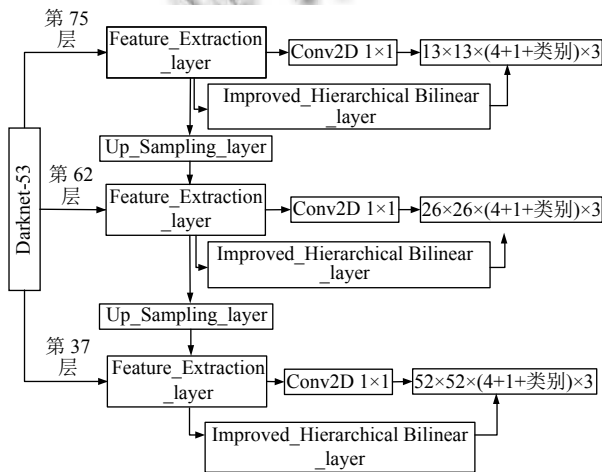 第 75
层
Feature_Extraction
_layer
Conv2D 1×1
13×13×(4+1+类别)×3
Improved_Hierarchical Bilinear
_layer
Up_Sampling_layer
Darknet-53
第 62
层
Feature_Extraction
_layer
Conv2D 1×1
26×26×(4+1+类别)×3
Improved_Hierarchical Bilinear
_layer
Up_Sampling_layer
第 37
层
Feature_Extraction
_layer
Conv2D 1×1
52×52×(4+1+类别)×3
Improved_Hierarchical Bilinear
_layer